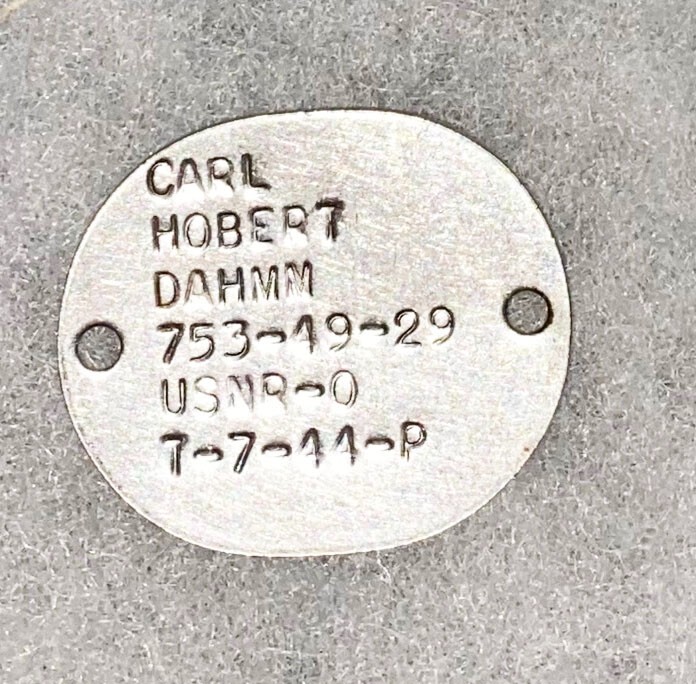 CARL
HOBERT
DAHMM
753-49-29
USNR-O
T-7-44-P